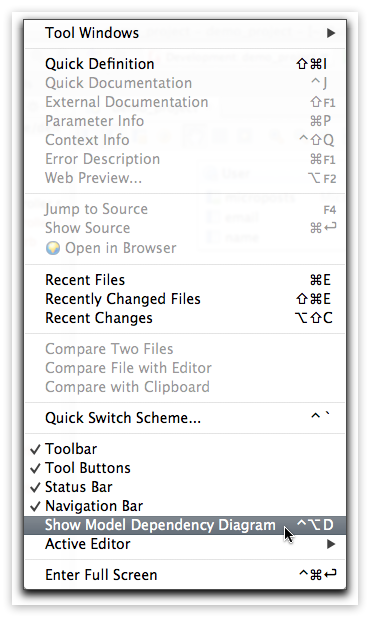 Tool Windows ▶
Quick Definition ⇧⌘I
Quick Documentation ^J
External Documentation ⇧F1
Parameter Info ⌘P
Context Info ^⇧Q
Error Description ⌘F1
Web Preview... ⌥F2
Jump to Source F4
Show Source ⌘↩
Open in Browser
Recent Files ⌘E
Recently Changed Files ⇧⌘E
Recent Changes ⌥⇧C
Compare Two Files
Compare File with Editor
Compare with Clipboard
Quick Switch Scheme... ^`
✓ Toolbar
✓ Tool Buttons
✓ Status Bar
✓ Navigation Bar
Show Model Dependency Diagram ^⌥D
Active Editor ▶
Enter Full Screen ^⌘↩